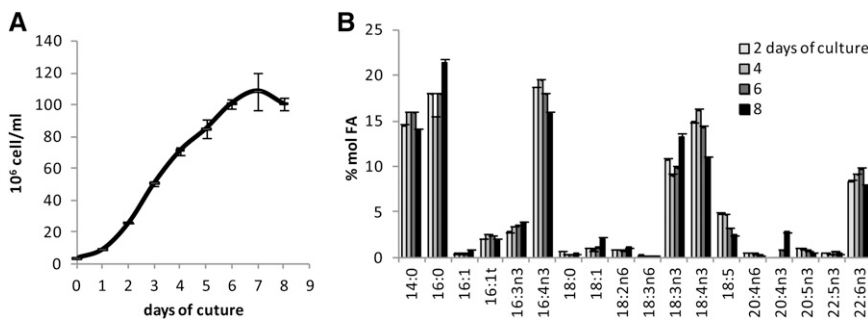 A
140
120
100
80
60
40
20
0
10⁶ cell/ml
0 1 2 3 4 5 6 7 8 9
days of cuture
B
25
20
15
10
5
0
% mol FA
2 days of culture
4
6
8
14:0
16:0
16:1
16:1t
16:3n3
16:4n3
18:0
18:1
18:2n6
18:3n6
18:3n3
18:4n3
18:5
20:4n6
20:4n3
20:5n3
22:5n3
22:6n3